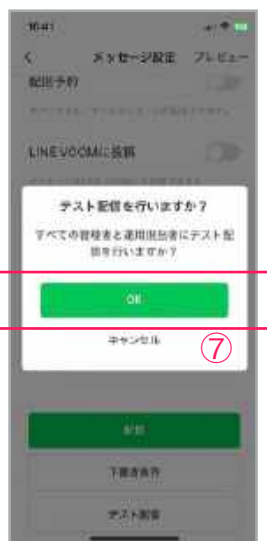 10:41
メッセージ設定 プレビュー
配信予約
LINE VOOMに投稿
テスト配信を行いますか?
すべての管理者と運用担当者にテスト配
信を行いますか?
OK
キャンセル
⑦
配信
下書き保存
テスト配信